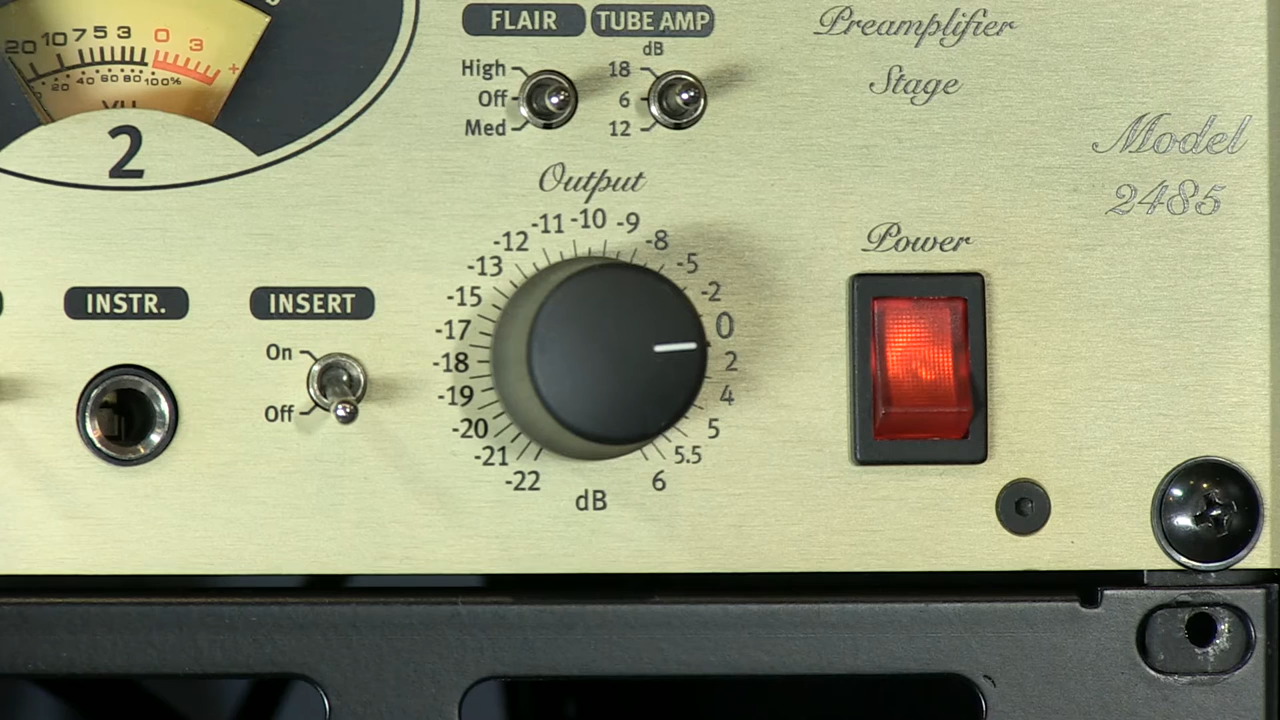 20 10 7 5 3 0 3 +
20 40 60 80 100%
VU
2
FLAIR
High
Off
Med
TUBE AMP
dB
18
6
12
Preamplifier
Stage
Model
2485
Output
-22 -21 -20 -19 -18 -17 -15 -13 -12 -11 -10 -9 -8 -5 -2 0 2 4 5 5.5 6
dB
Power
INSTR.
INSERT
On
Off